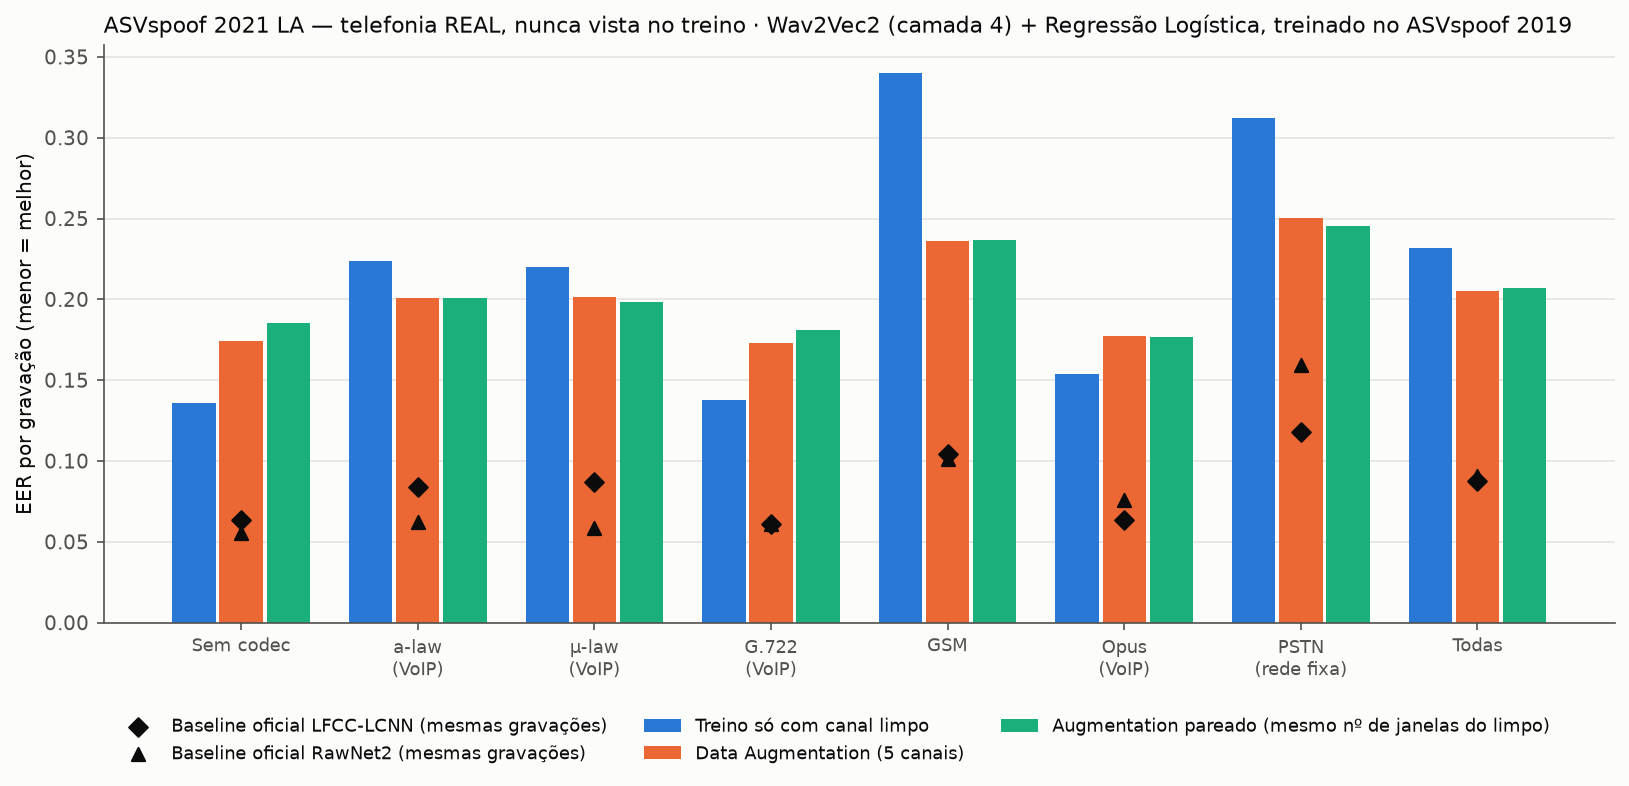 ASVspoof 2021 LA — telefonia REAL, nunca vista no treino · Wav2Vec2 (camada 4) + Regressão Logística, treinado no ASVspoof 2019
EER por gravação (menor = melhor)
0.35
0.30
0.25
0.20
0.15
0.10
0.05
0.00
Sem codec
a-law
(VoIP)
μ-law
(VoIP)
G.722
(VoIP)
GSM
Opus
(VoIP)
PSTN
(rede fixa)
Todas
Baseline oficial LFCC-LCNN (mesmas gravações)
Baseline oficial RawNet2 (mesmas gravações)
Treino só com canal limpo
Data Augmentation (5 canais)
Augmentation pareado (mesmo nº de janelas do limpo)